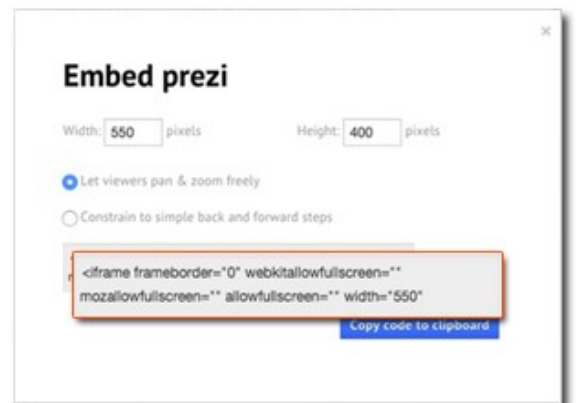 ×
Embed prezi
Width: 550 pixels Height: 400 pixels
Let viewers pan & zoom freely
Constrain to simple back and forward steps
<iframe frameborder="0" webkitallowfullscreen=""
mozallowfullscreen="" allowfullscreen="" width="550"
Copy code to clipboard